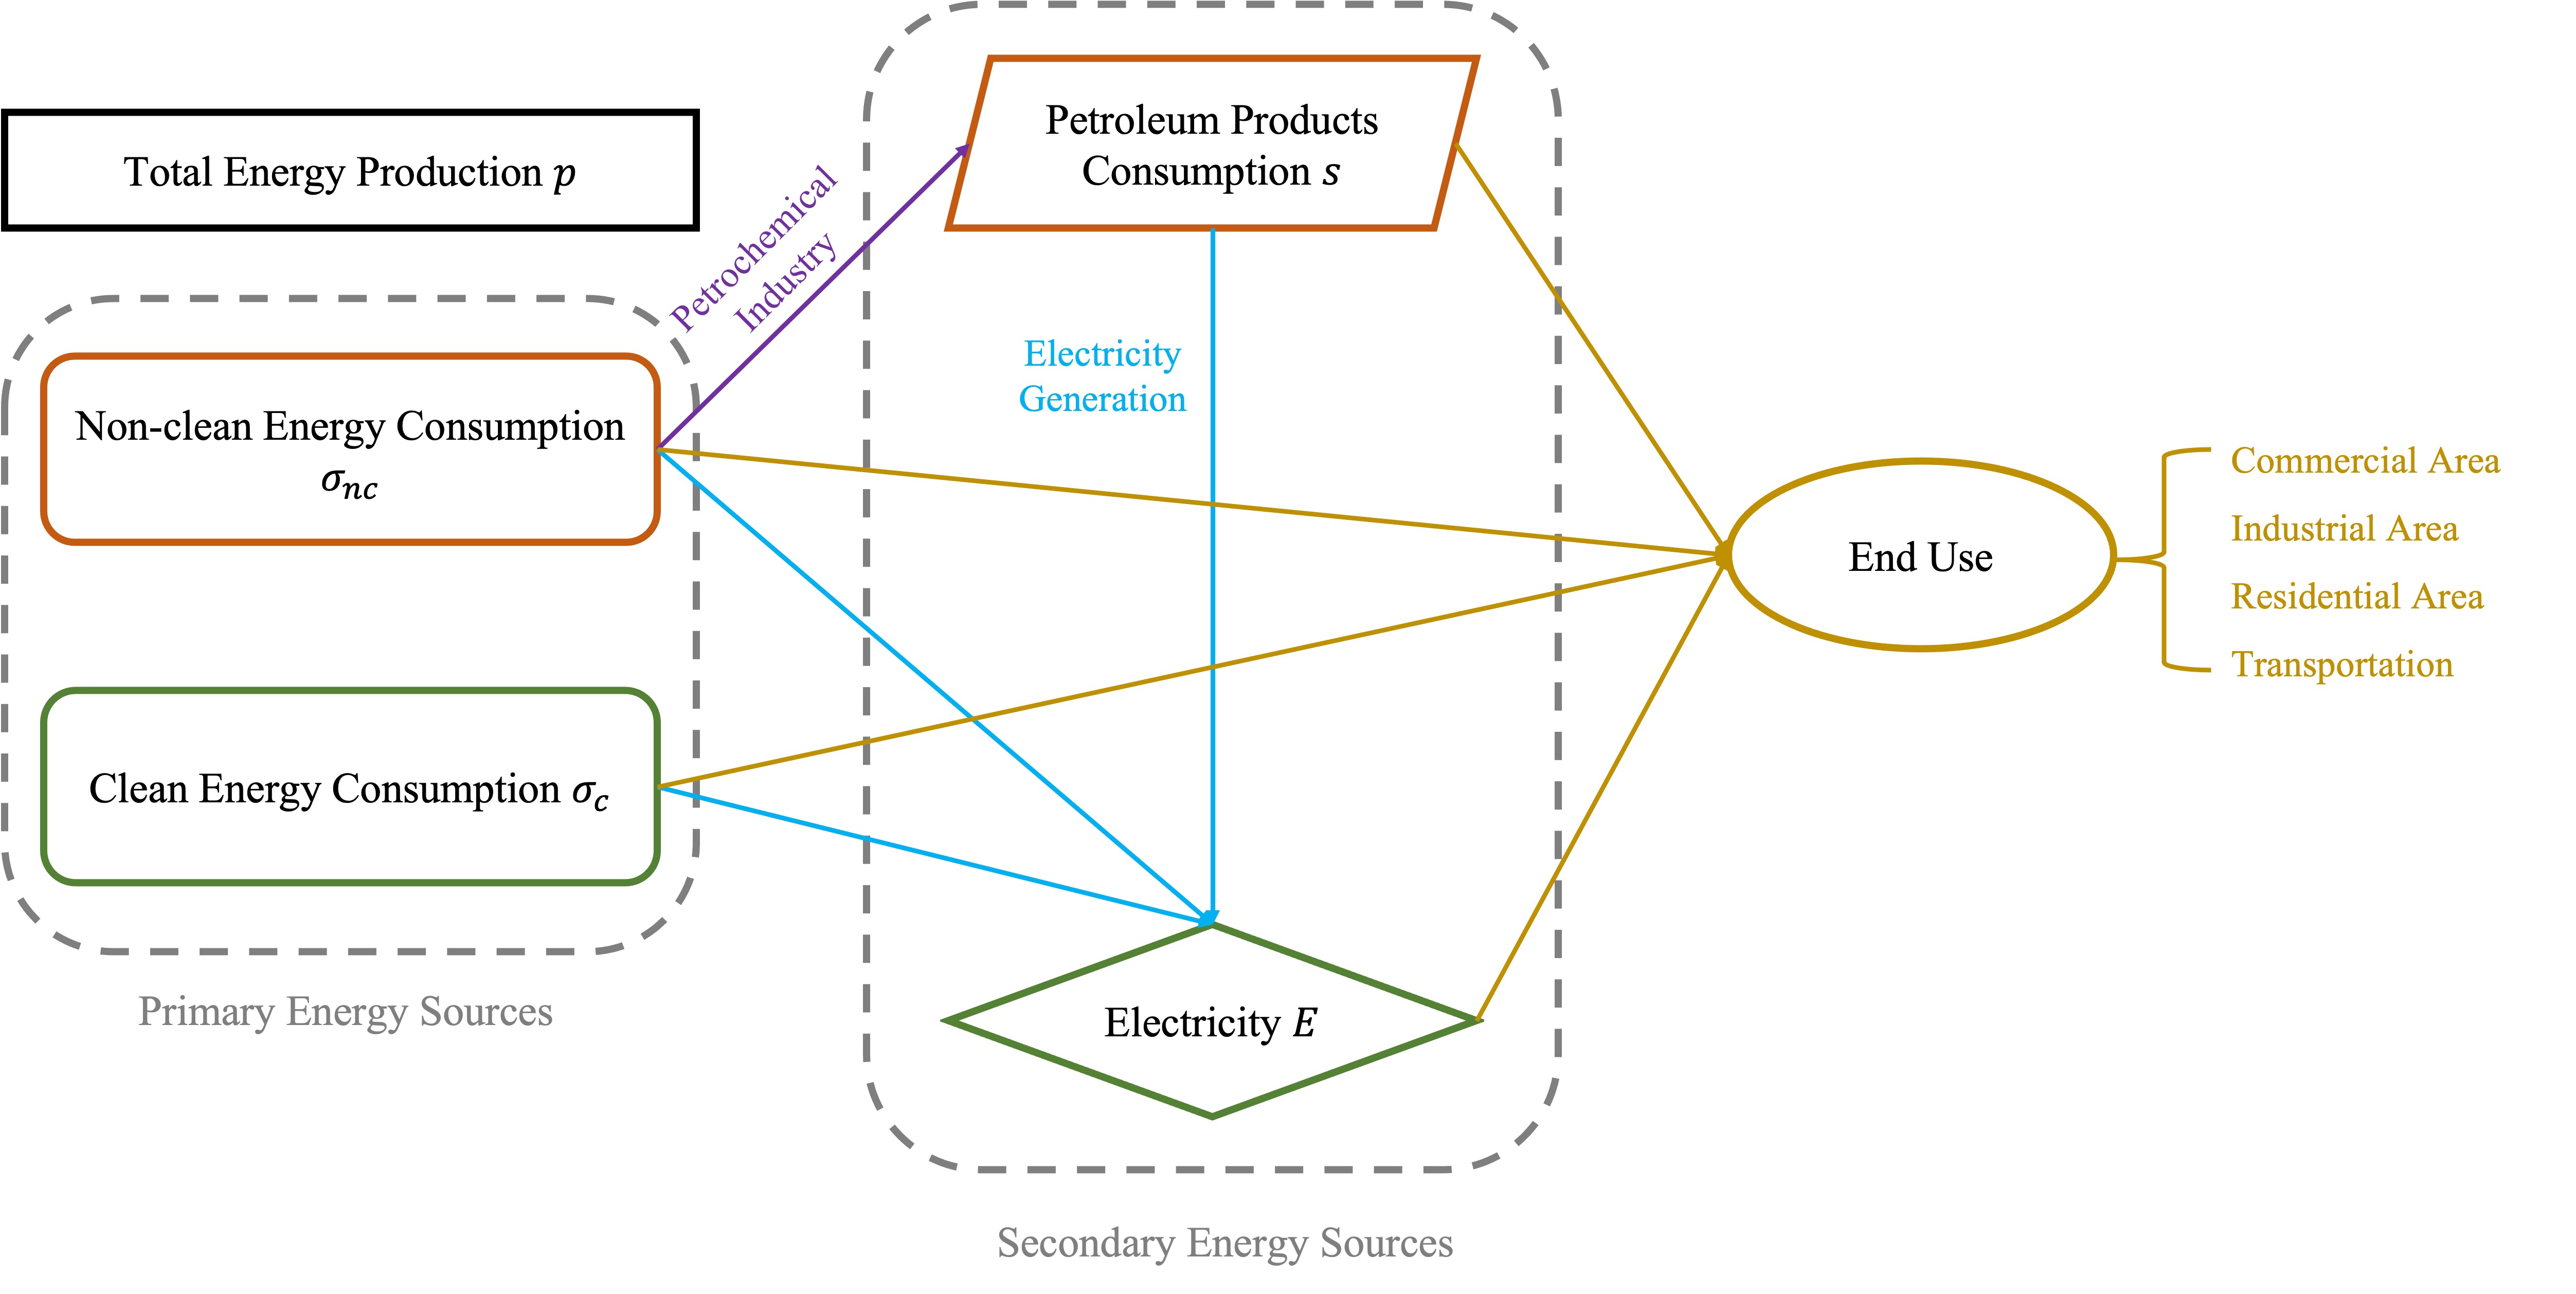 Total Energy Production p
Non-clean Energy Consumption
σnc
Clean Energy Consumption σc
Primary Energy Sources
Petrochemical
Industry
Petroleum Products
Consumption s
Electricity
Generation
Electricity E
Secondary Energy Sources
End Use
Commercial Area
Industrial Area
Residential Area
Transportation